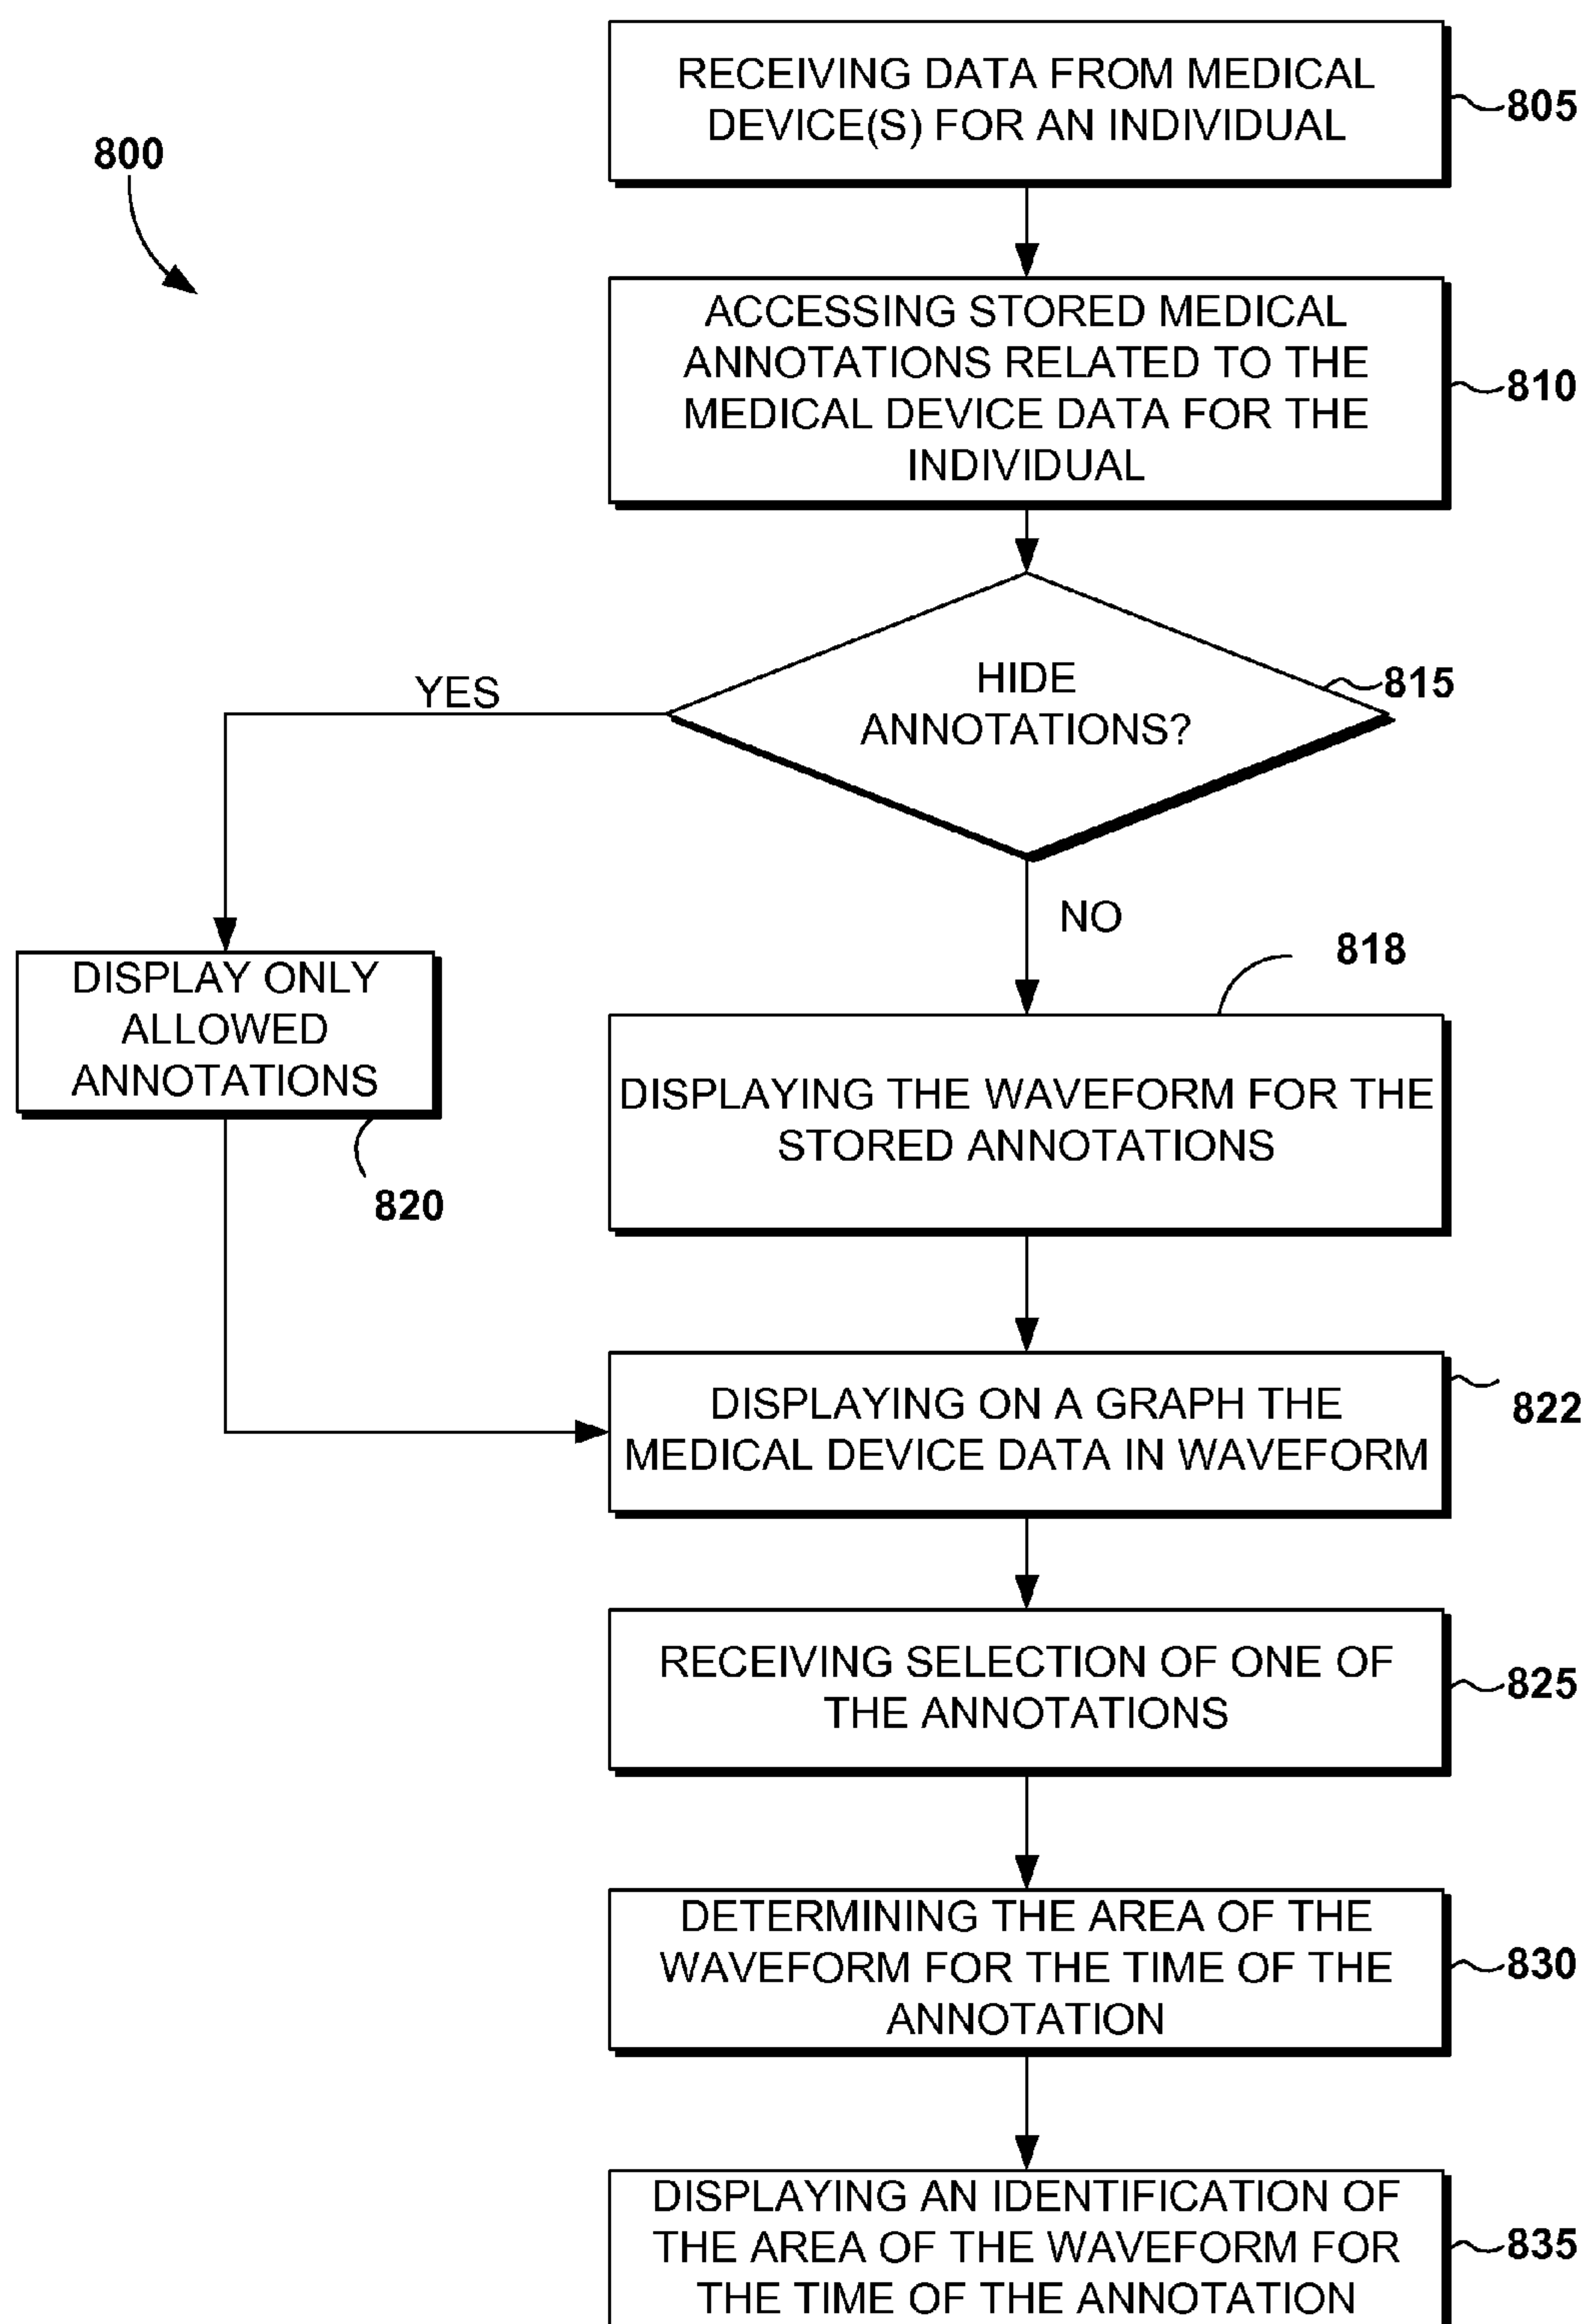 RECEIVING DATA FROM MEDICAL
DEVICE(S) FOR AN INDIVIDUAL
805
800
ACCESSING STORED MEDICAL
ANNOTATIONS RELATED TO THE
MEDICAL DEVICE DATA FOR THE
INDIVIDUAL
810
HIDE
ANNOTATIONS?
815
YES
NO
818
DISPLAY ONLY
ALLOWED
ANNOTATIONS
820
DISPLAYING THE WAVEFORM FOR THE
STORED ANNOTATIONS
DISPLAYING ON A GRAPH THE
MEDICAL DEVICE DATA IN WAVEFORM
822
RECEIVING SELECTION OF ONE OF
THE ANNOTATIONS
825
DETERMINING THE AREA OF THE
WAVEFORM FOR THE TIME OF THE
ANNOTATION
830
DISPLAYING AN IDENTIFICATION OF
THE AREA OF THE WAVEFORM FOR
THE TIME OF THE ANNOTATION
835